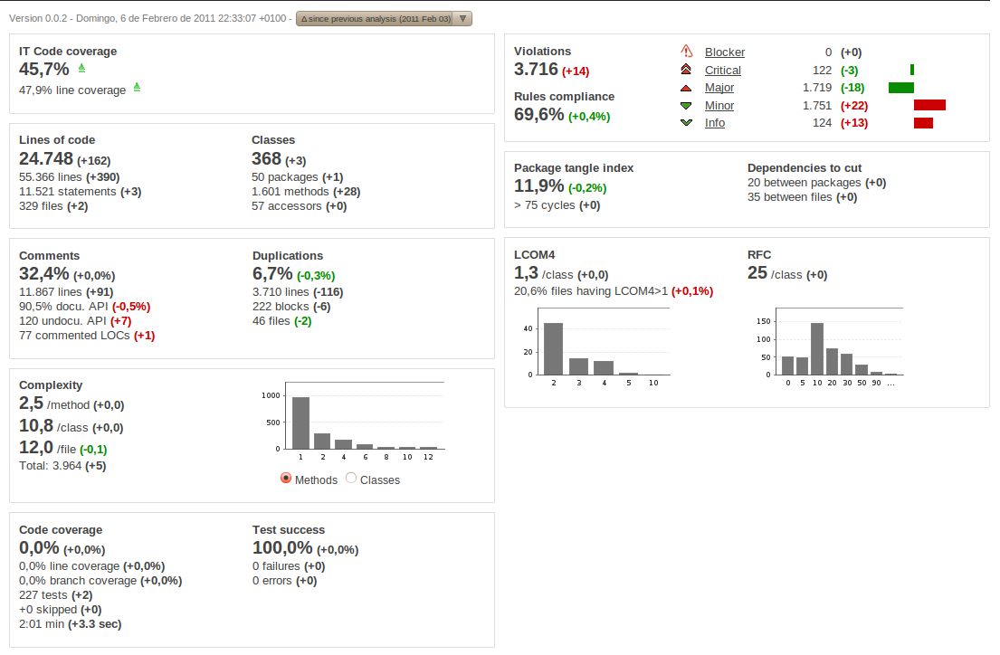 Version 0.0.2 - Domingo, 6 de Febrero de 2011 22:33:07 +0100 - Δ since previous analysis (2011 Feb 03)
IT Code coverage
45,7%
47,9% line coverage
Lines of code
24.748 (+162)
55.366 lines (+390)
11.521 statements (+3)
329 files (+2)
Classes
368 (+3)
50 packages (+1)
1.601 methods (+28)
57 accessors (+0)
Comments
32,4% (+0,0%)
11.867 lines (+91)
90,5% docu. API (-0,5%)
120 undocu. API (+7)
77 commented LOCs (+1)
Duplications
6,7% (-0,3%)
3.710 lines (-116)
222 blocks (-6)
46 files (-2)
Complexity
2,5 /method (+0,0)
10,8 /class (+0,0)
12,0 /file (-0,1)
Total: 3.964 (+5)
1000
500
0
1 2 4 6 8 10 12
Methods Classes
Code coverage
0,0% (+0,0%)
0,0% line coverage (+0,0%)
0,0% branch coverage (+0,0%)
227 tests (+2)
+0 skipped (+0)
2:01 min (+3.3 sec)
Test success
100,0% (+0,0%)
0 failures (+0)
0 errors (+0)
Violations
3.716 (+14)
Rules compliance
69,6% (+0,4%)
Blocker 0 (+0)
Critical 122 (-3)
Major 1.719 (-18)
Minor 1.751 (+22)
Info 124 (+13)
Package tangle index
11,9% (-0,2%)
> 75 cycles (+0)
Dependencies to cut
20 between packages (+0)
35 between files (+0)
LCOM4
1,3 /class (+0,0)
20,6% files having LCOM4>1 (+0,1%)
40
20
0
2 3 4 5 10
RFC
25 /class (+0)
150
100
50
0
0 5 10 20 30 50 90 ...